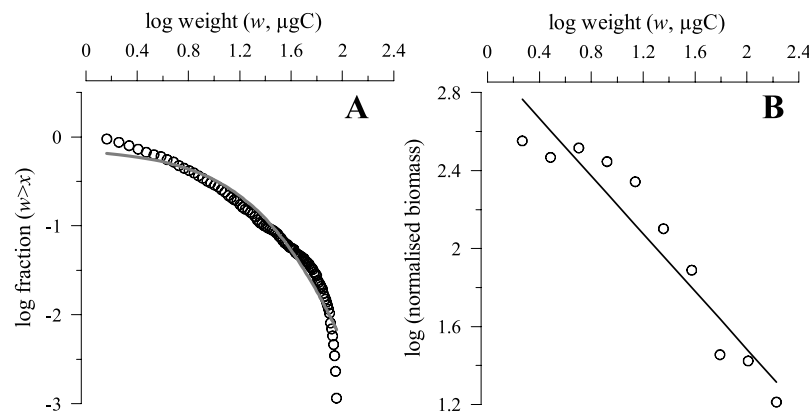 log weight (w, µgC)
0 0.4 0.8 1.2 1.6 2 2.4
A
0
-1
-2
-3
log fraction (w>x)
log weight (w, µgC)
0 0.4 0.8 1.2 1.6 2 2.4
B
2.8
2.4
2
1.6
1.2
log (normalised biomass)